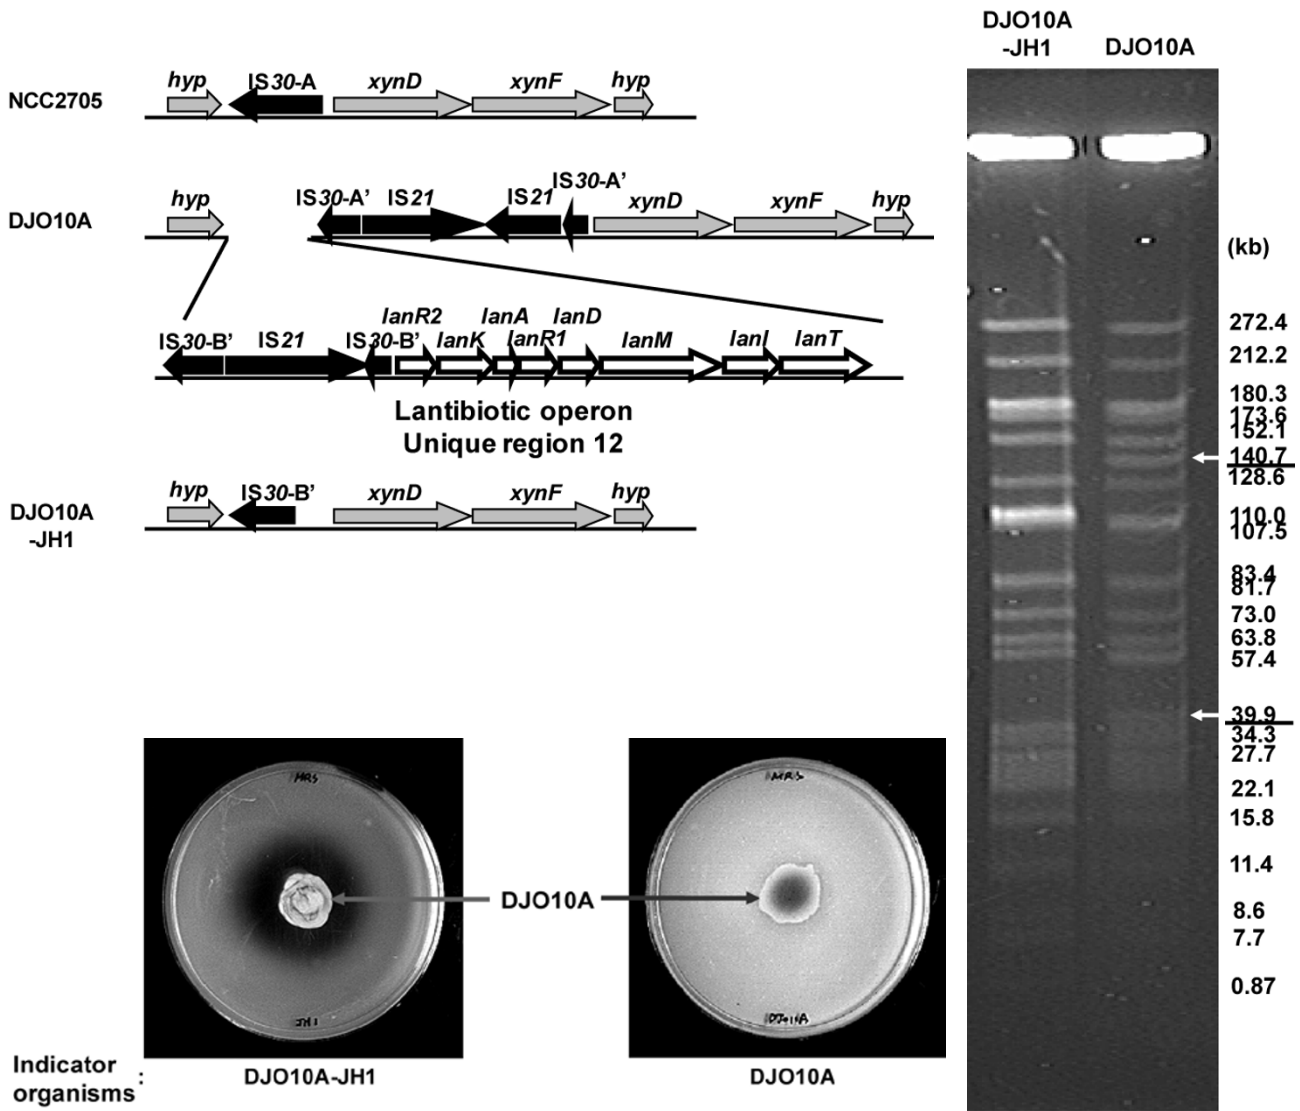 NCC2705
hyp
IS30-A
xynD
xynF
hyp
DJO10A
hyp
IS30-A'
IS21
IS21
IS30-A'
xynD
xynF
hyp
IS30-B'
IS21
IS30-B'
lanR2
lanK
lanA
lanR1
lanD
lanM
lanI
lanT
Lantibiotic operon
Unique region 12
DJO10A
-JH1
hyp
IS30-B'
xynD
xynF
hyp
MRS
JH1
DJO10A
MRS
DJO10A
Indicator
organisms :
DJO10A-JH1
DJO10A
DJO10A
-JH1
DJO10A
(kb)
272.4
212.2
180.3
173.6
152.1
140.7
128.6
110.0
107.5
83.4
81.7
73.0
63.8
57.4
39.9
34.3
27.7
22.1
15.8
11.4
8.6
7.7
0.87